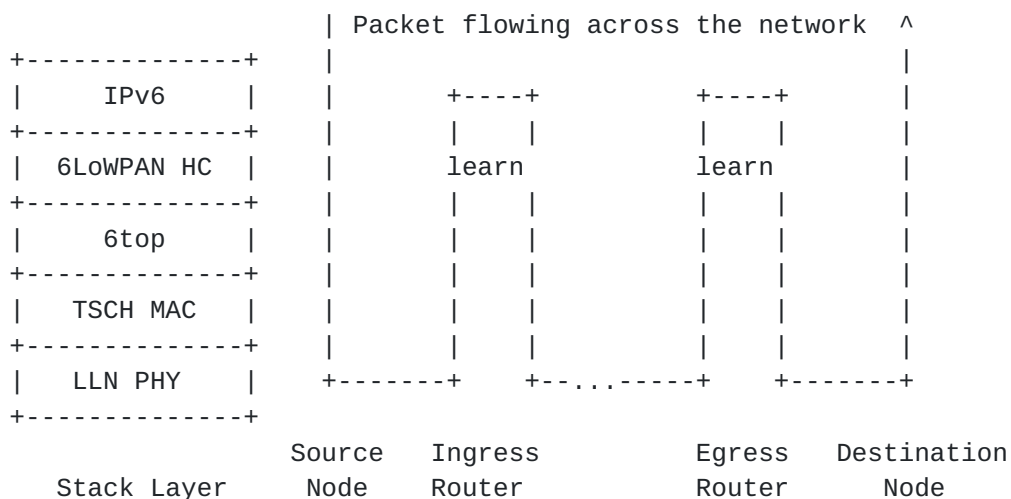 | Packet flowing across the network  ^
+--------------+       |                                    |
|     IPv6     |       |       +----+          +----+       |
+--------------+       |       |    |          |    |       |
|  6LoWPAN HC  |       |       learn          learn         |
+--------------+       |       |    |          |    |       |
|     6top     |       |       |    |          |    |       |
+--------------+       |       |    |          |    |       |
|   TSCH MAC   |       |       |    |          |    |       |
+--------------+       |       |    |          |    |       |
|   LLN PHY    |       +-------+    +--...-----+    +-------+
+--------------+
                     Source   Ingress          Egress   Destination
   Stack Layer        Node    Router           Router      Node